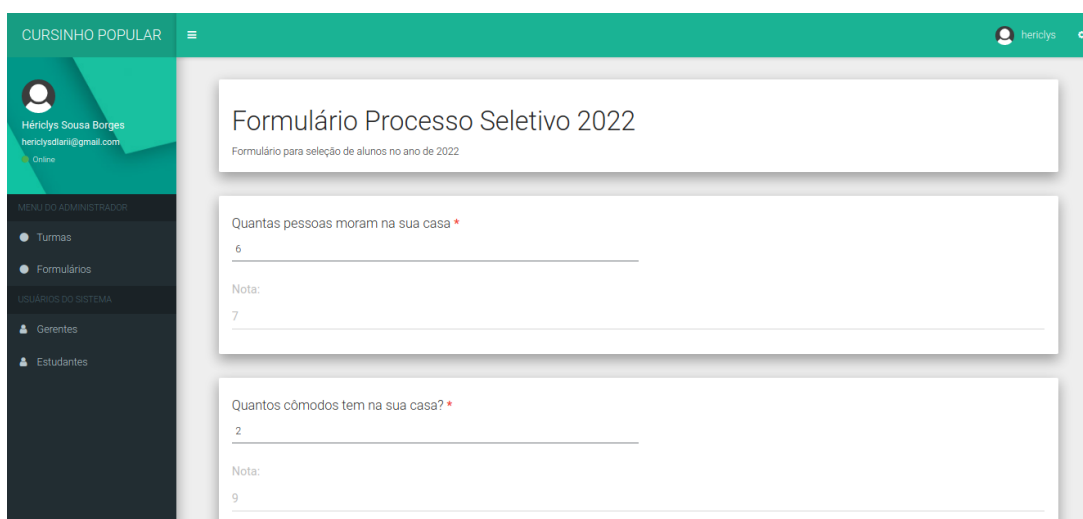 CURSINHO POPULAR
hericlys
Hériclys Sousa Borges
hericlysdlarii@gmail.com
Online
MENU DO ADMINISTRADOR
Turmas
Formulários
USUÁRIOS DO SISTEMA
Gerentes
Estudantes
Formulário Processo Seletivo 2022
Formulário para seleção de alunos no ano de 2022
Quantas pessoas moram na sua casa *
6
Nota:
7
Quantos cômodos tem na sua casa? *
2
Nota:
9